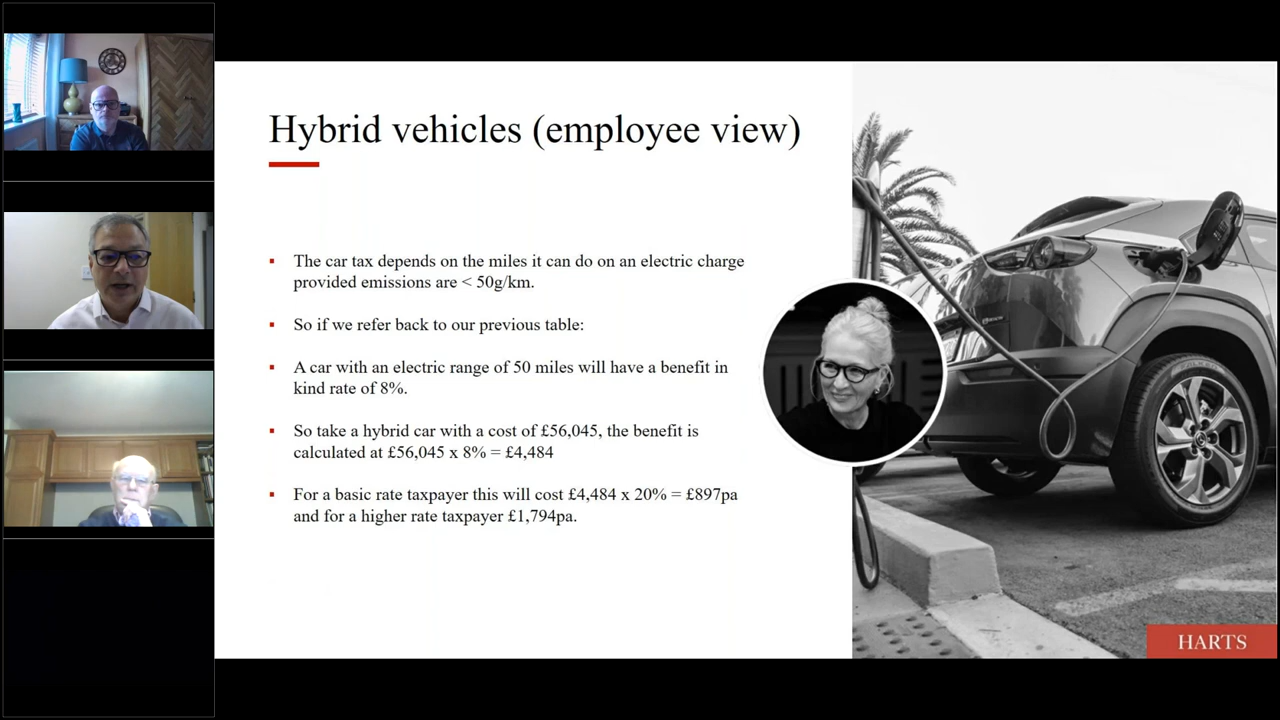 Hybrid vehicles (employee view)
The car tax depends on the miles it can do on an electric charge
provided emissions are < 50g/km.
So if we refer back to our previous table:
A car with an electric range of 50 miles will have a benefit in
kind rate of 8%.
So take a hybrid car with a cost of £56,045, the benefit is
calculated at £56,045 x 8% = £4,484
For a basic rate taxpayer this will cost £4,484 x 20% = £897pa
and for a higher rate taxpayer £1,794pa.
HARTS